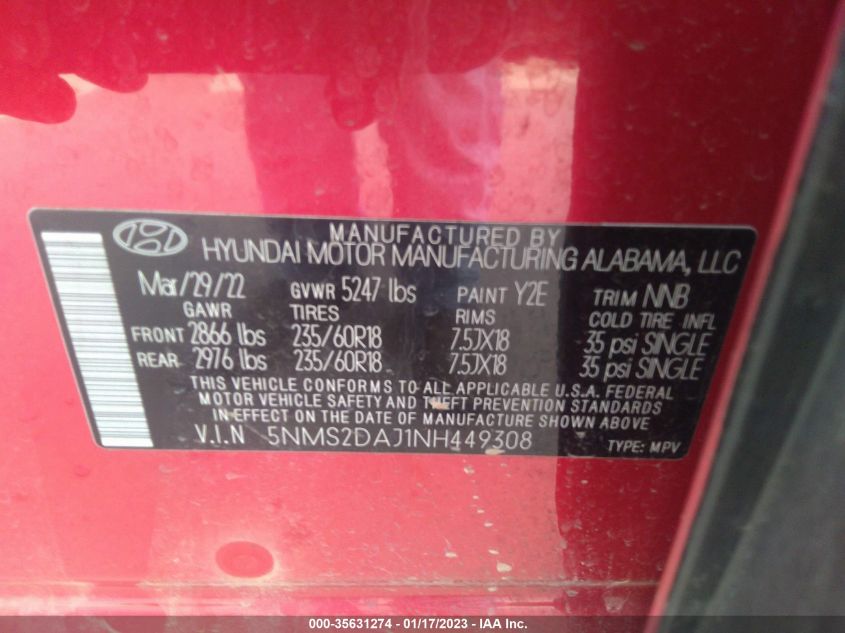 MANUFACTURED BY
HYUNDAI MOTOR MANUFACTURING ALABAMA, LLC
Mar/29/22 GVWR 5247 lbs PAINT Y2E TRIM NNB
GAWR TIRES RIMS COLD TIRE INFL
FRONT 2866 lbs 235/60R18 7.5JX18 35 psi SINGLE
REAR 2976 lbs 235/60R18 7.5JX18 35 psi SINGLE
THIS VEHICLE CONFORMS TO ALL APPLICABLE U.S.A. FEDERAL
MOTOR VEHICLE SAFETY AND THEFT PREVENTION STANDARDS
IN EFFECT ON THE DATE OF MANUFACTURE SHOWN ABOVE
V.I.N 5NMS2DAJ1NH449308 TYPE: MPV
000-35631274 - 01/17/2023 - IAA Inc.